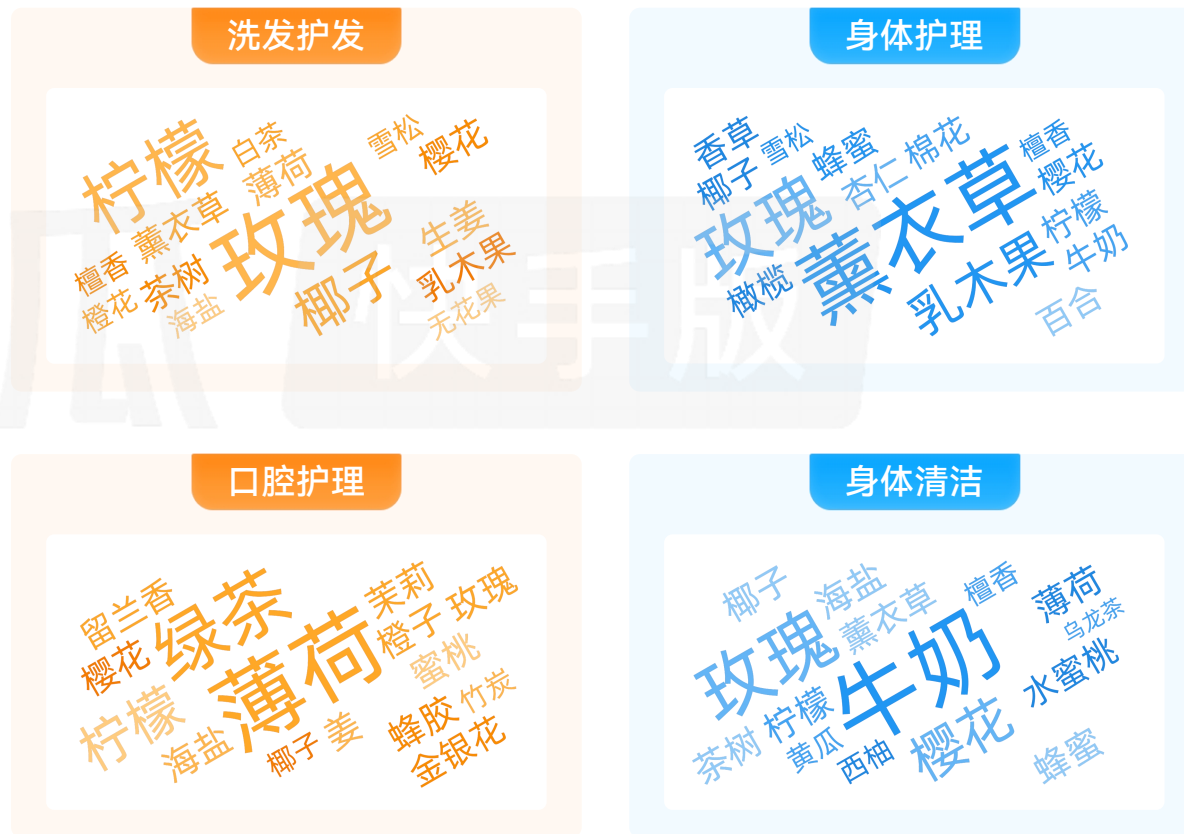 洗发护发
柠檬
白茶
雪松
樱花
薄荷
玫瑰
薰衣草
檀香
茶树
橙花
海盐
椰子
生姜
乳木果
无花果
身体护理
香草
雪松
椰子
蜂蜜
杏仁
棉花
檀香
樱花
玫瑰
薰衣草
柠檬
牛奶
橄榄
乳木果
百合
瓜
快手版
口腔护理
留兰香
绿茶
茉莉
玫瑰
樱花
薄荷
橙子
蜜桃
柠檬
海盐
椰子
姜
蜂胶
竹炭
金银花
身体清洁
椰子
海盐
薰衣草
檀香
薄荷
乌龙茶
玫瑰
牛奶
水蜜桃
柠檬
茶树
黄瓜
西柚
樱花
蜂蜜